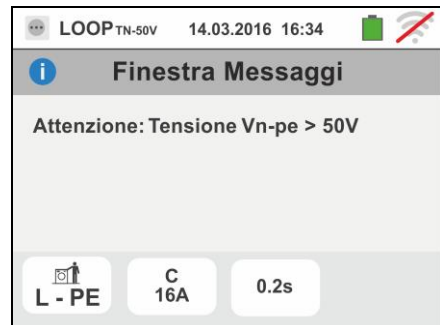 LOOP TN-50V 14.03.2016 16:34
i Finestra Messaggi
Attenzione: Tensione Vn-pe > 50V
L - PE
C
16A
0.2s